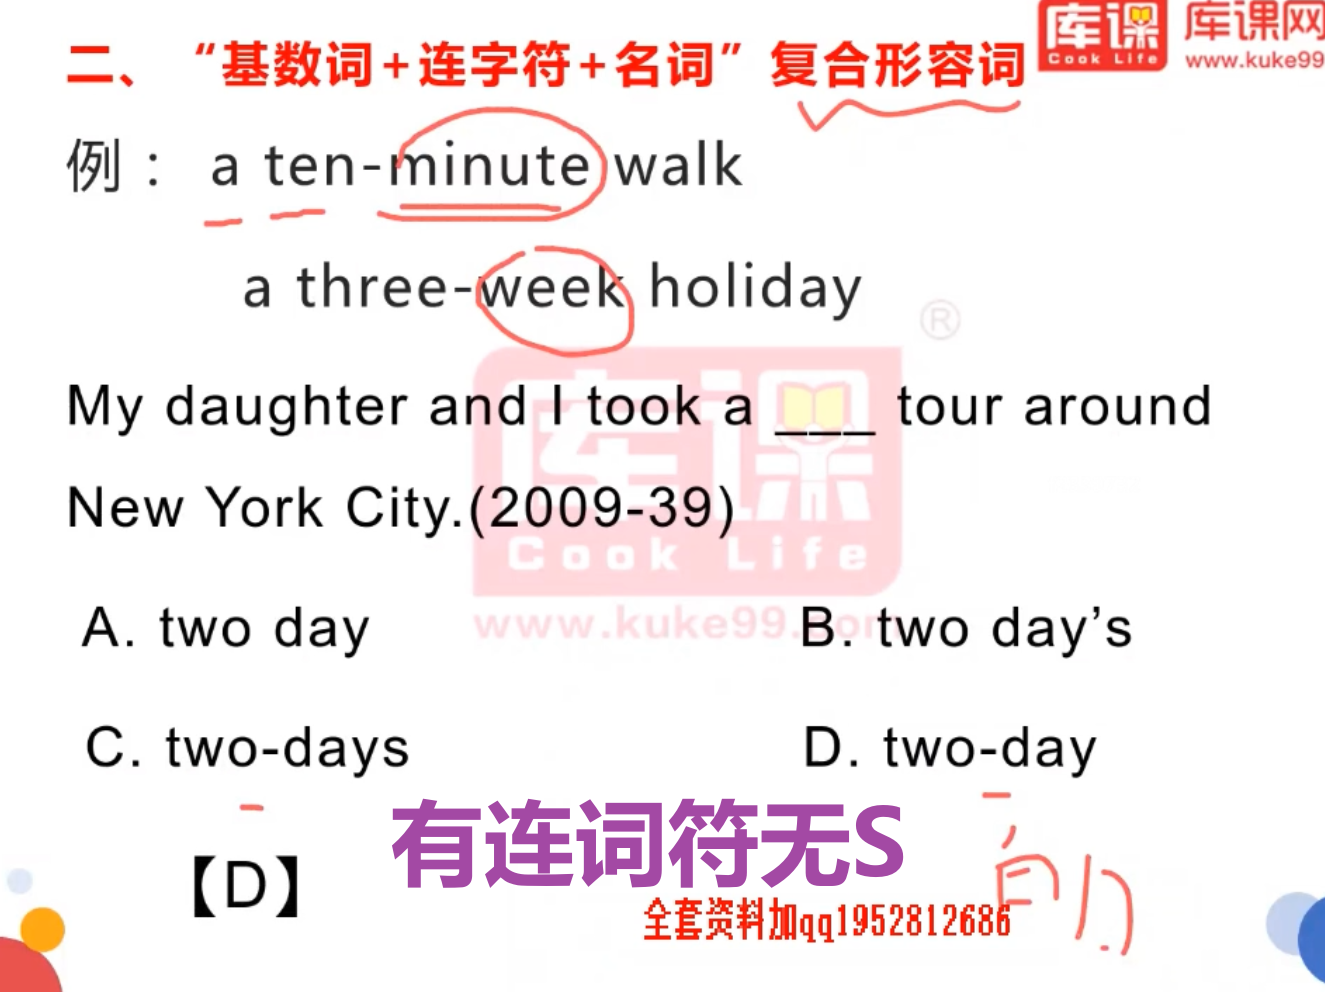 二、“基数词+连字符+名词”复合形容词
库课 库课网
Cook Life www.kuke99
例： a ten-minute walk
a three-week holiday
®
My daughter and I took a ___ tour around
New York City.(2009-39)
库课
Cook Life
www.kuke99.com
A. two day B. two day’s
C. two-days D. two-day
有连词符无S
【D】
的
全套资料加qq1952812686